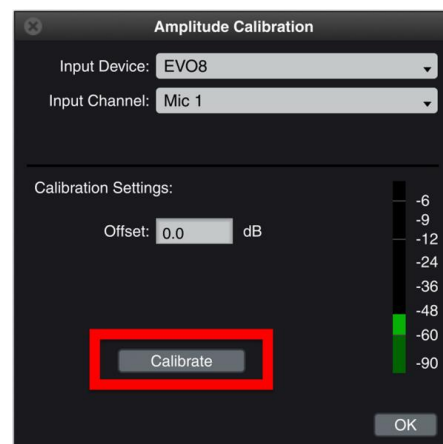 Amplitude Calibration
Input Device: EVO8
Input Channel: Mic 1
Calibration Settings:
Offset: 0.0 dB
-6
-9
-12
-24
-36
-48
-60
-90
Calibrate
OK